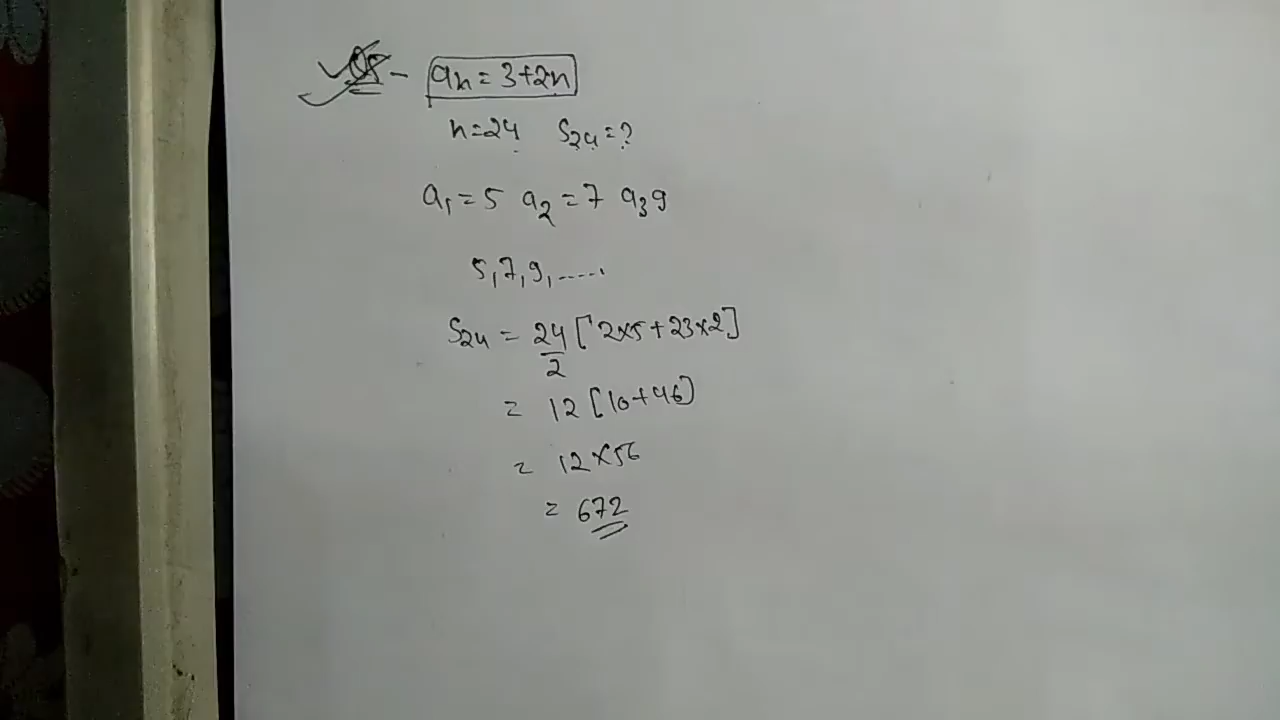 Q5 - an = 3+2n
n=24 S24 = ?
a1 = 5 a2 = 7 a3 9
5, 7, 9, .....
S24 = 24/2 [2×5+23×2]
= 12 [10+46]
= 12×56
= 672